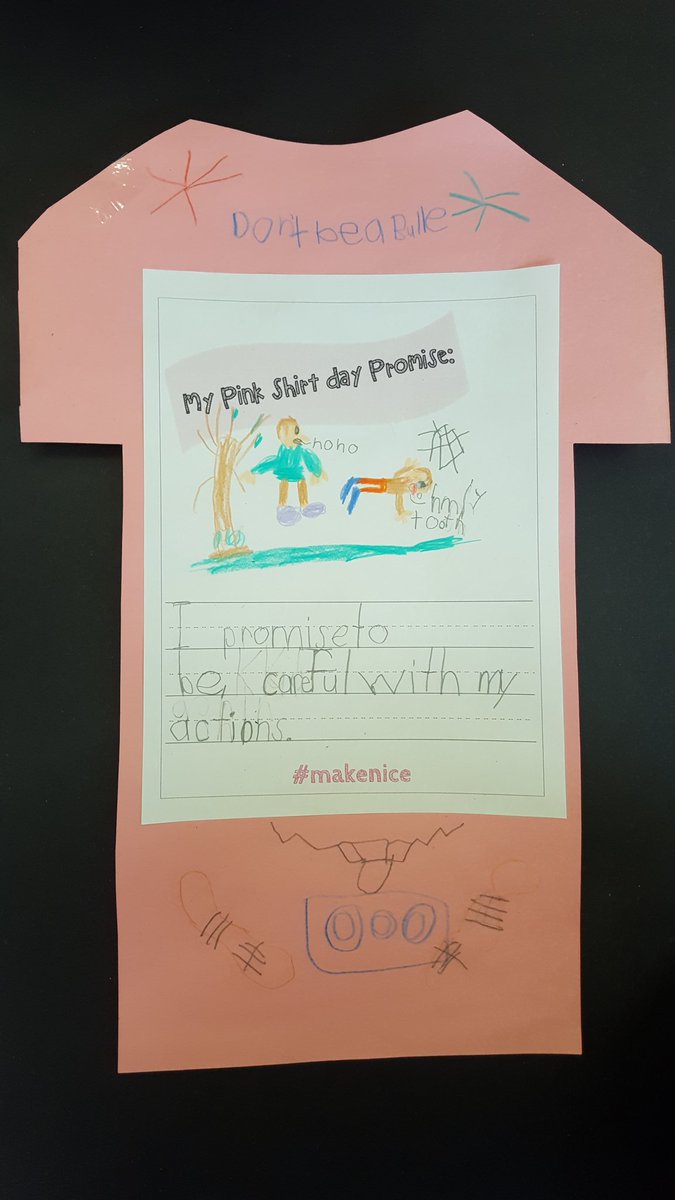 Don't be a Bulle
My Pink Shirt day Promise:
hoho
my
tooth
I promise to
be careful with my
actions.
#makenice